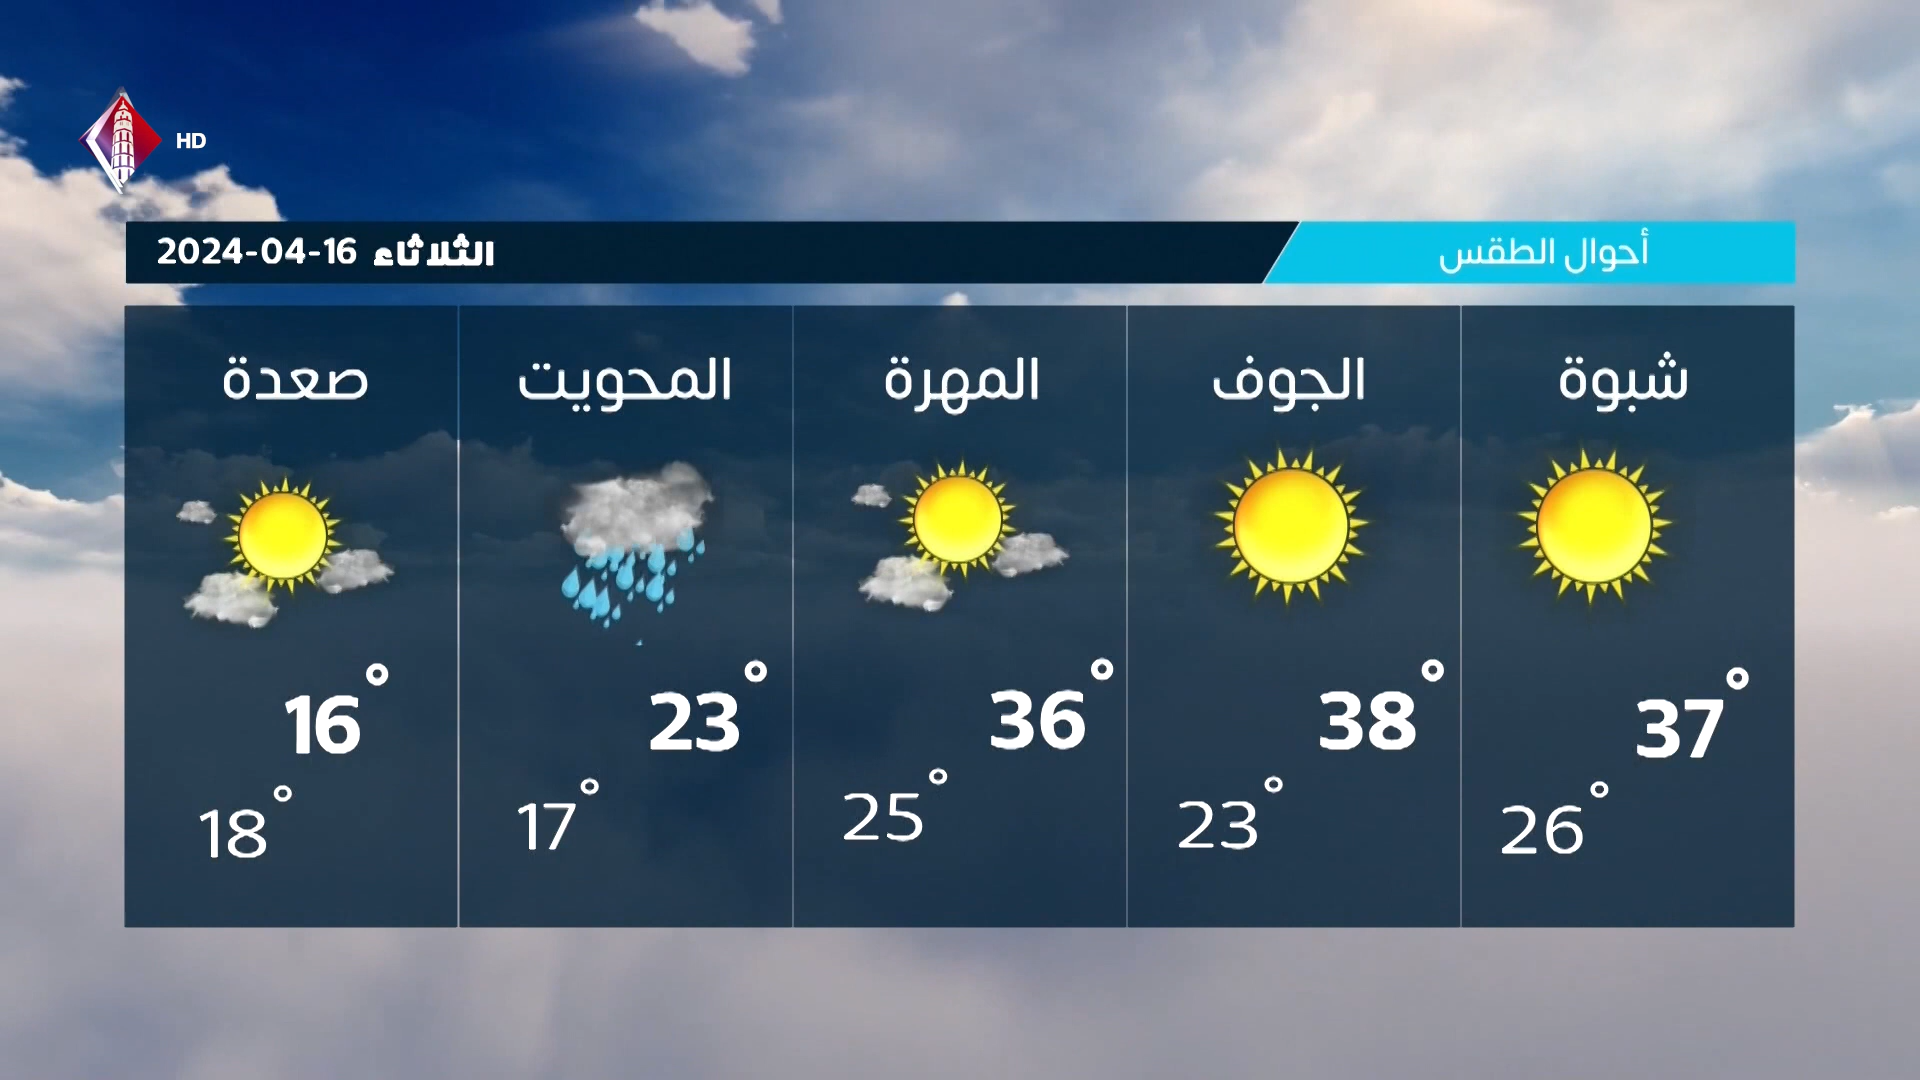 HD
أحوال الطقس
الثلاثاء 2024-04-16
شبوة
37°
26°
الجوف
38°
23°
المهرة
36°
25°
المحويت
23°
17°
صعدة
16°
18°